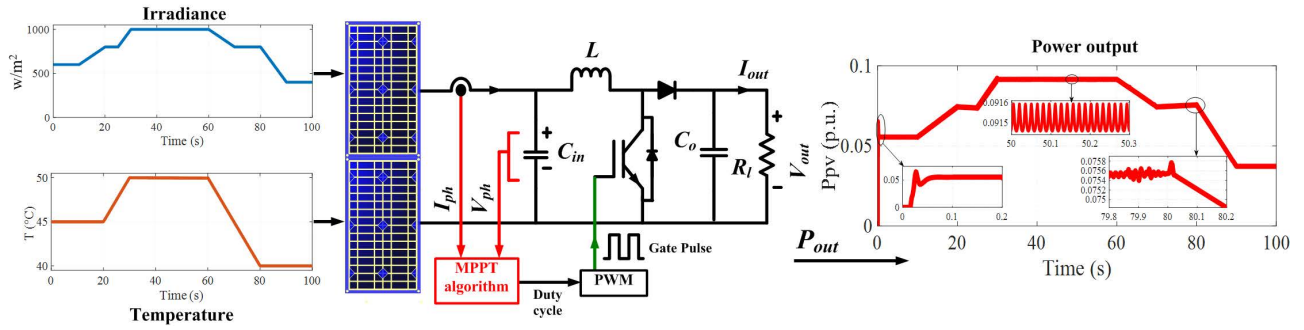 Irradiance
w/m²
1000
500
0
0
20
40
60
80
100
Time (s)
T (°C)
50
45
40
0
20
40
60
80
100
Time (s)
Temperature
I_ph
V_ph
+
-
C_in
L
MPPT
algorithm
Duty
cycle
PWM
Gate Pulse
C_o
I_out
R_l
+
V_out
-
P_out
Power output
Ppv (p.u.)
0.1
0.05
0
0
20
40
60
80
100
Time (s)
0.0916
0.0915
50
50.1
50.2
50.3
0.05
0
0
0.1
0.2
0.0758
0.0756
0.0754
0.0752
0.075
79.8
79.9
80
80.1
80.2